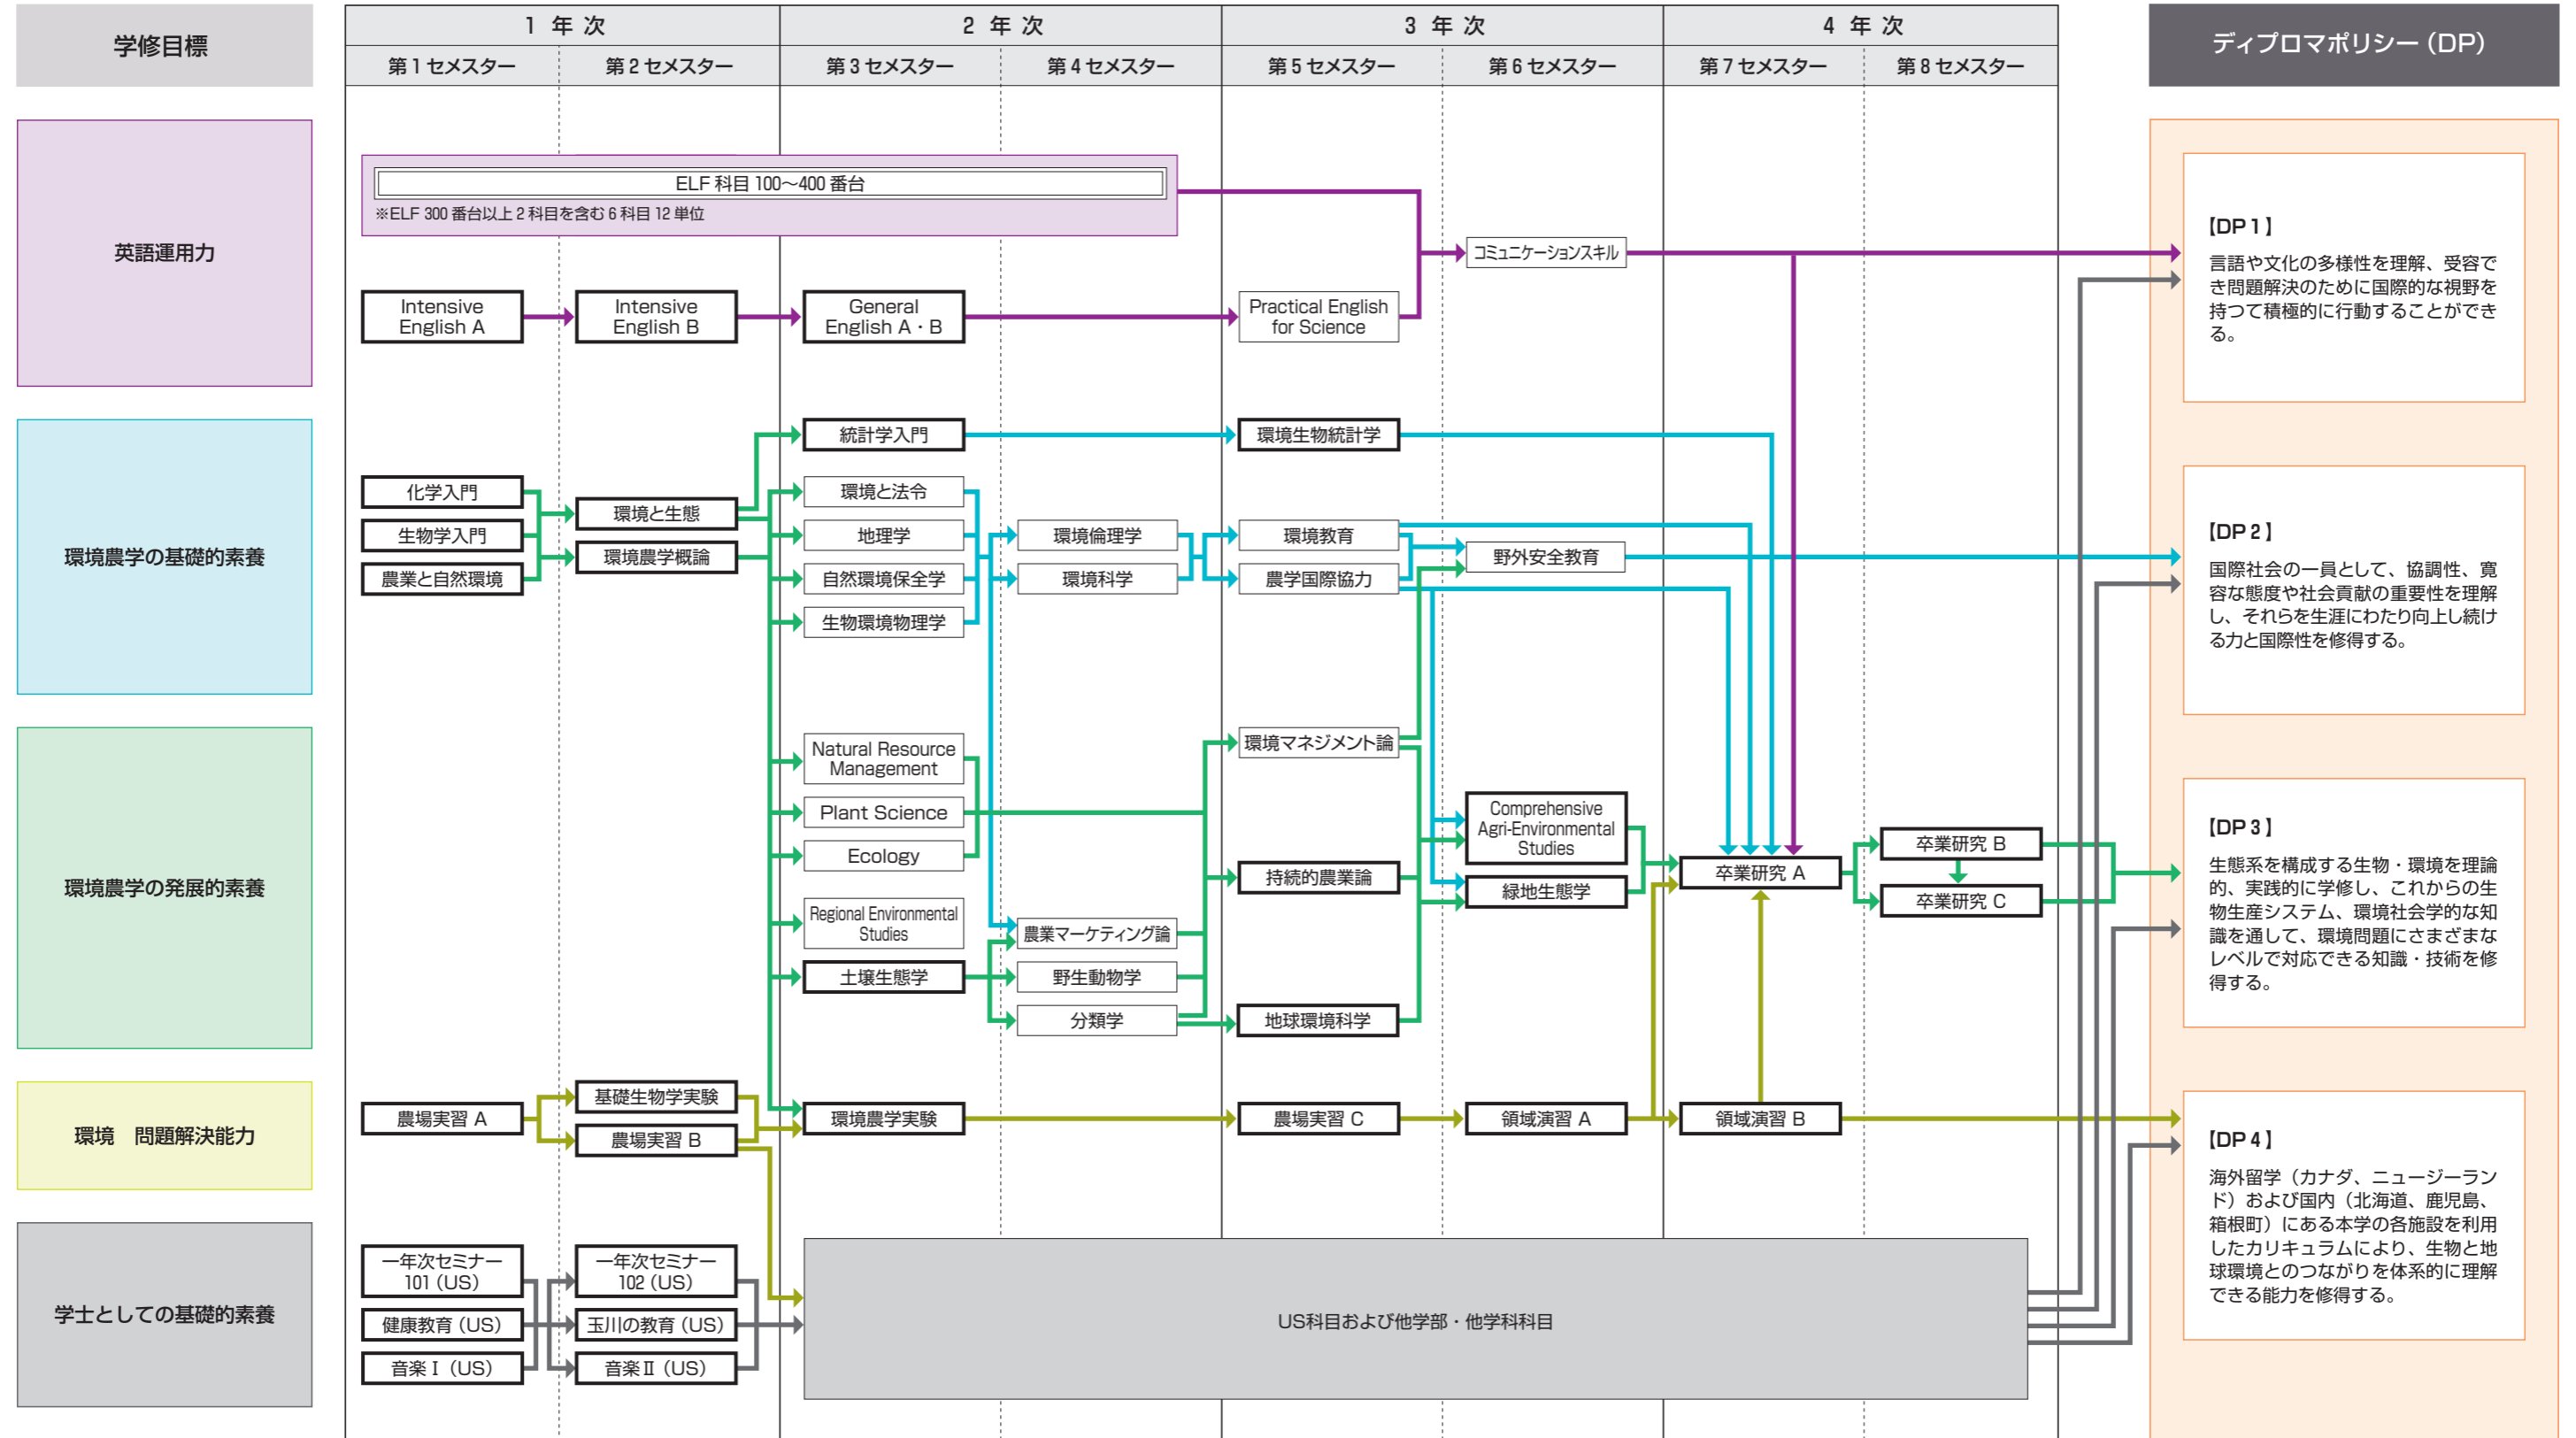 学修目標
1 年 次
2 年 次
3 年 次
4 年 次
ディプロマポリシー（DP）
第1セメスター
第2セメスター
第3セメスター
第4セメスター
第5セメスター
第6セメスター
第7セメスター
第8セメスター
英語運用力
ELF 科目 100～400 番台
※ELF 300 番台以上 2 科目を含む 6 科目 12 単位
コミュニケーションスキル
Intensive
English A
Intensive
English B
General
English A・B
Practical English
for Science
【DP 1】
言語や文化の多様性を理解、受容で
き問題解決のために国際的な視野を
持つて積極的に行動することができ
る。
環境農学の基礎的素養
化学入門
生物学入門
農業と自然環境
環境と生態
環境農学概論
統計学入門
環境と法令
地理学
自然環境保全学
生物環境物理学
環境倫理学
環境科学
環境生物統計学
環境教育
農学国際協力
野外安全教育
【DP 2】
国際社会の一員として、協調性、寛
容な態度や社会貢献の重要性を理解
し、それらを生涯にわたり向上し続け
る力と国際性を修得する。
環境農学の発展的素養
Natural Resource
Management
Plant Science
Ecology
Regional Environmental
Studies
土壌生態学
農業マーケティング論
野生動物学
分類学
環境マネジメント論
持続的農業論
地球環境科学
Comprehensive
Agri-Environmental
Studies
緑地生態学
卒業研究 A
卒業研究 B
卒業研究 C
【DP 3】
生態系を構成する生物・環境を理論
的、実践的に学修し、これからの生
物生産システム、環境社会学的な知
識を通して、環境問題にさまざまな
レベルで対応できる知識・技術を修
得する。
環境　問題解決能力
農場実習 A
基礎生物学実験
農場実習 B
環境農学実験
農場実習 C
領域演習 A
領域演習 B
【DP 4】
海外留学（カナダ、ニュージーラン
ド）および国内（北海道、鹿児島、
箱根町）にある本学の各施設を利用
したカリキュラムにより、生物と地
球環境とのつながりを体系的に理解
できる能力を修得する。
学士としての基礎的素養
一年次セミナー
101（US）
健康教育（US）
音楽Ⅰ（US）
一年次セミナー
102（US）
玉川の教育（US）
音楽Ⅱ（US）
US科目および他学部・他学科科目